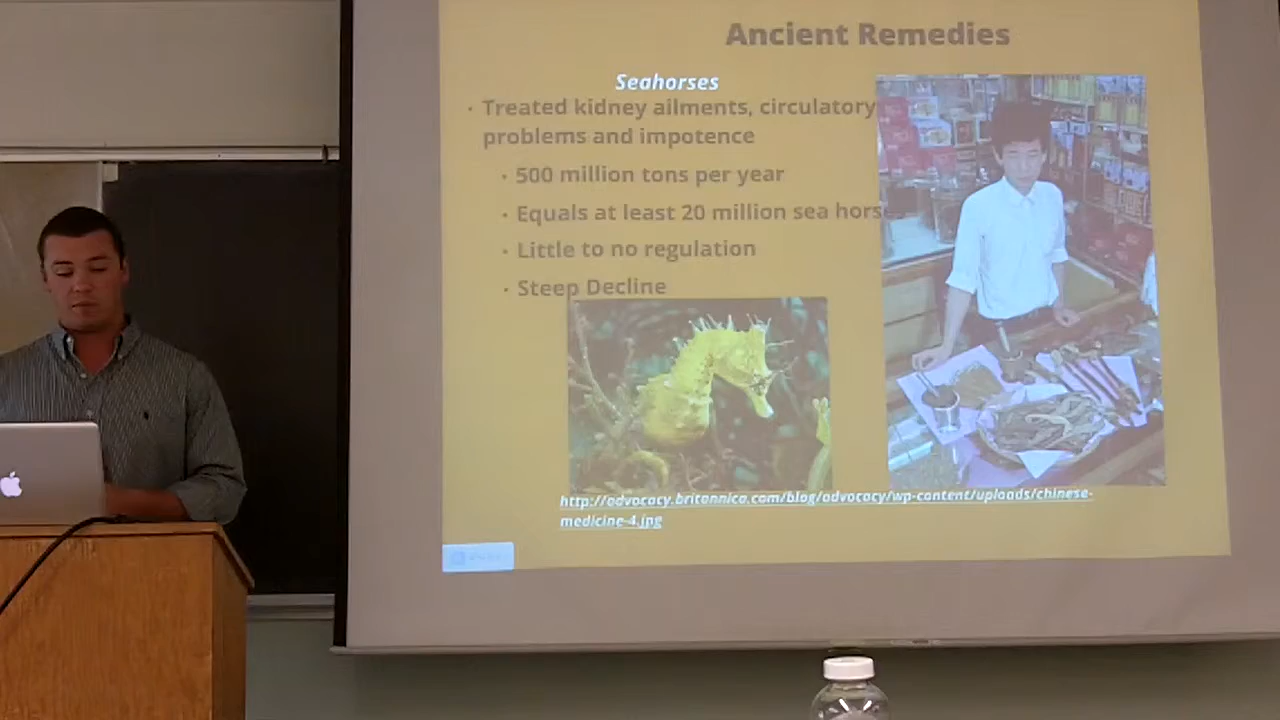 Ancient Remedies
Seahorses
· Treated kidney ailments, circulatory
problems and impotence
· 500 million tons per year
· Equals at least 20 million sea hors
· Little to no regulation
· Steep Decline
http://advocacy.britannica.com/blog/advocacy/wp-content/uploads/chinese-
medicine-4.jpg